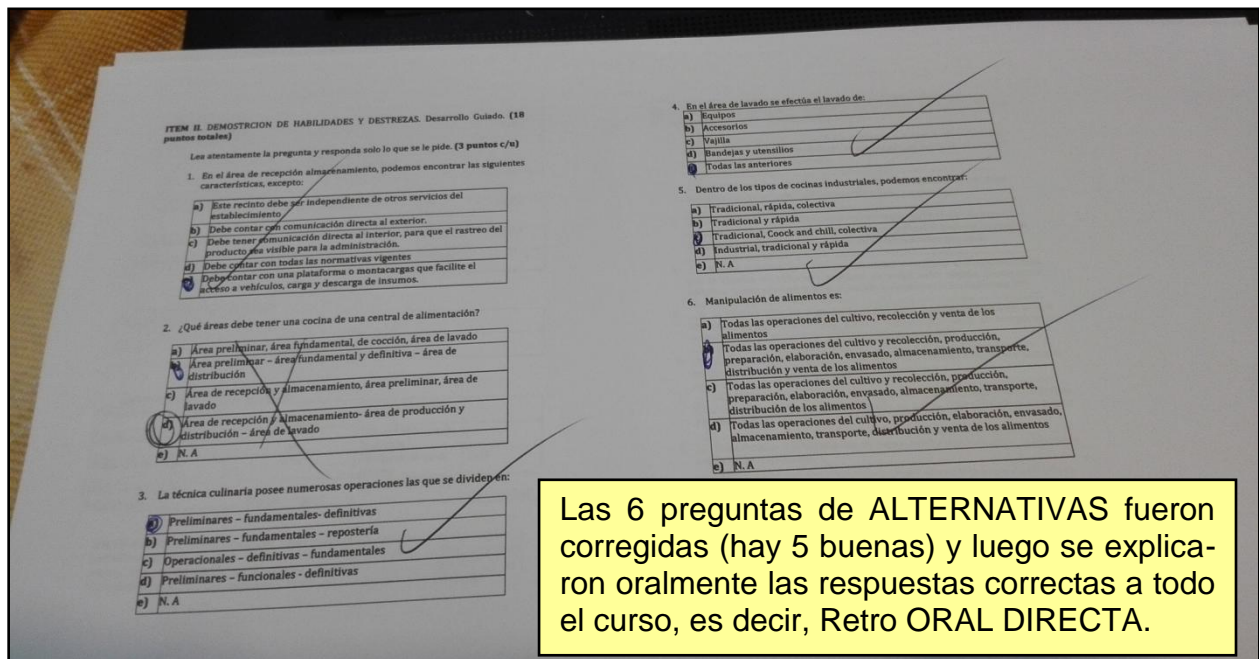 ITEM II. DEMOSTRCION DE HABILIDADES Y DESTREZAS. Desarrollo Guiado. (18
puntos totales)
Lea atentamente la pregunta y responda solo lo que se le pide. (3 puntos c/u)
1. En el área de recepción almacenamiento, podemos encontrar las siguientes
características, excepto:
a) Este recinto debe ser independiente de otros servicios del
establecimiento
b) Debe contar con comunicación directa al exterior.
c) Debe tener comunicación directa al interior, para que el rastreo del
producto sea visible para la administración.
d) Debe contar con todas las normativas vigentes
Debe contar con una plataforma o montacargas que facilite el
acceso a vehículos, carga y descarga de insumos.
2. ¿Qué áreas debe tener una cocina de una central de alimentación?
a) Área preliminar, área fundamental, de cocción, área de lavado
Área preliminar – área fundamental y definitiva – área de
distribución
c) Área de recepción y almacenamiento, área preliminar, área de
lavado
d) Área de recepción y almacenamiento- área de producción y
distribución – área de lavado
e) N. A
3. La técnica culinaria posee numerosas operaciones las que se dividen en:
Preliminares – fundamentales- definitivas
b) Preliminares – fundamentales – repostería
c) Operacionales – definitivas – fundamentales
d) Preliminares – funcionales - definitivas
e) N. A
4. En el área de lavado se efectúa el lavado de:
a) Equipos
b) Accesorios
c) Vajilla
d) Bandejas y utensilios
Todas las anteriores
5. Dentro de los tipos de cocinas industriales, podemos encontrar:
a) Tradicional, rápida, colectiva
b) Tradicional y rápida
Tradicional, Coock and chill, colectiva
d) Industrial, tradicional y rápida
e) N. A
6. Manipulación de alimentos es:
a) Todas las operaciones del cultivo, recolección y venta de los
alimentos
Todas las operaciones del cultivo y recolección, producción,
preparación, elaboración, envasado, almacenamiento, transporte,
distribución y venta de los alimentos
c) Todas las operaciones del cultivo y recolección, producción,
preparación, elaboración, envasado, almacenamiento, transporte,
distribución de los alimentos
d) Todas las operaciones del cultivo, producción, elaboración, envasado,
almacenamiento, transporte, distribución y venta de los alimentos
e) N. A
Las 6 preguntas de ALTERNATIVAS fueron
corregidas (hay 5 buenas) y luego se explica-
ron oralmente las respuestas correctas a todo
el curso, es decir, Retro ORAL DIRECTA.